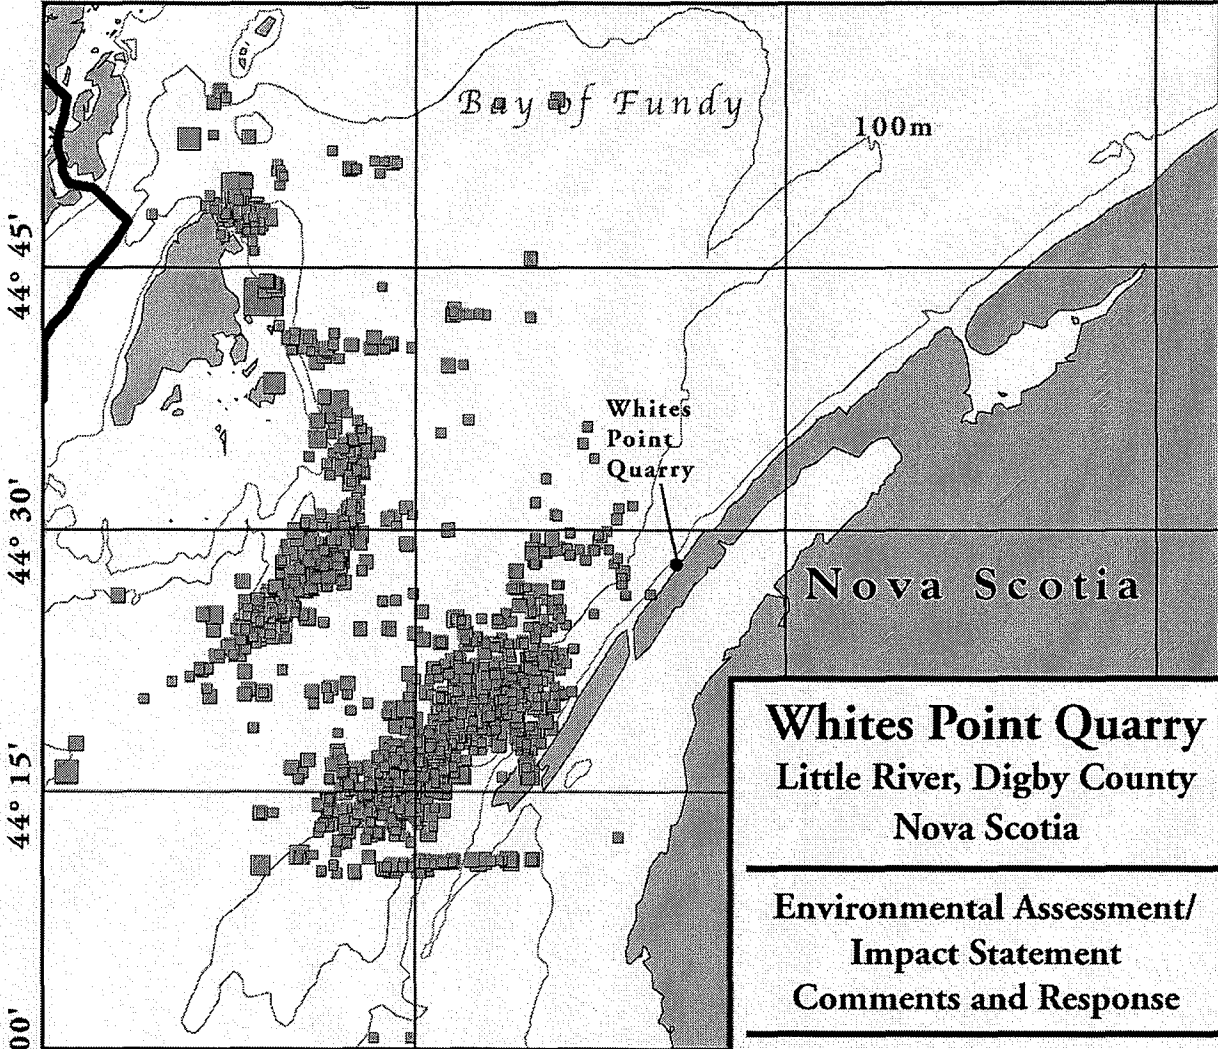 Bay of Fundy
100m
44° 45'
Whites
Point
Quarry
44° 30'
Nova Scotia
44° 15'
00'
Whites Point Quarry
Little River, Digby County
Nova Scotia
Environmental Assessment/
Impact Statement
Comments and Response